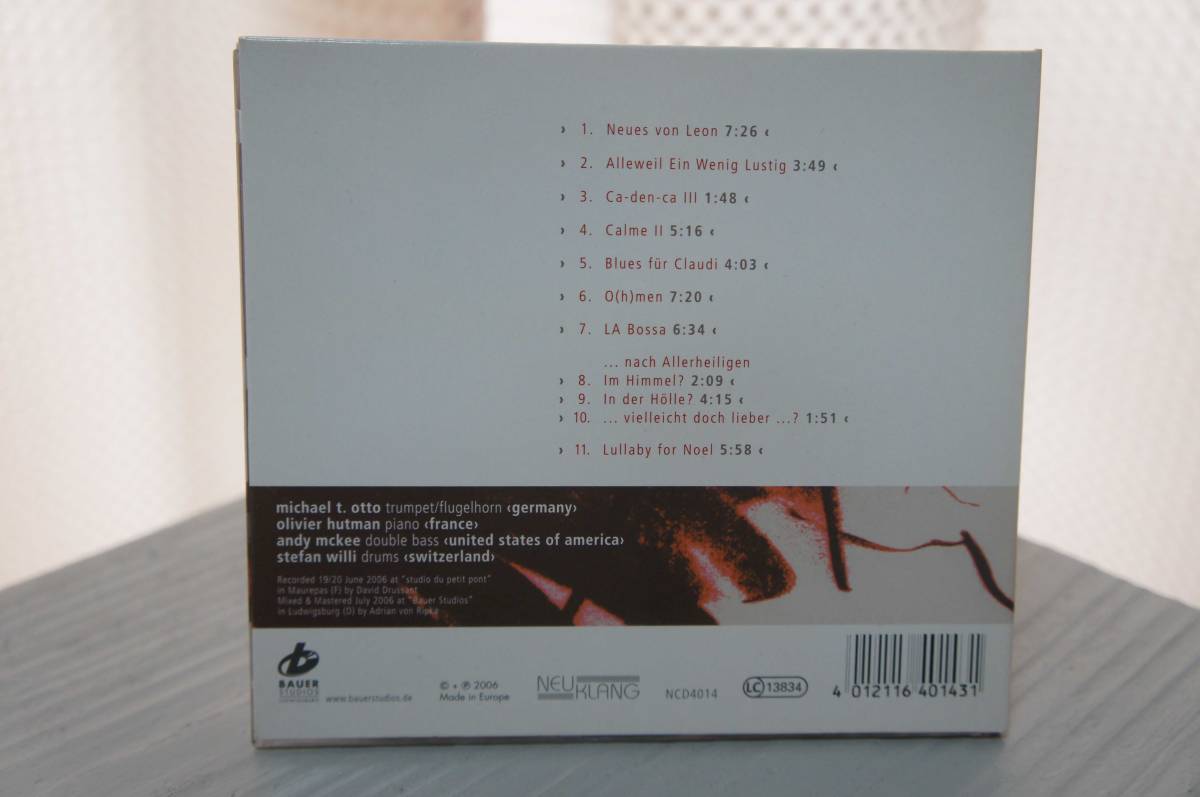 › 1. Neues von Leon 7:26 ‹
› 2. Alleweil Ein Wenig Lustig 3:49 ‹
› 3. Ca-den-ca III 1:48 ‹
› 4. Calme II 5:16 ‹
› 5. Blues für Claudi 4:03 ‹
› 6. O(h)men 7:20 ‹
› 7. LA Bossa 6:34 ‹
... nach Allerheiligen
› 8. Im Himmel? 2:09 ‹
› 9. In der Hölle? 4:15 ‹
› 10. ... vielleicht doch lieber ...? 1:51 ‹
› 11. Lullaby for Noel 5:58 ‹
michael t. otto trumpet/flugelhorn ‹germany›
olivier hutman piano ‹france›
andy mckee double bass ‹united states of america›
stefan willi drums ‹switzerland›
Recorded 19/20 June 2006 at "studio du petit pont"
in Maurepas (F) by David Drussant
Mixed & Mastered July 2006 at "Bauer Studios"
in Ludwigsburg (D) by Adrian von Ripka
BAUER
STUDIOS
LUDWIGSBURG
www.bauerstudios.de
© + ℗ 2006
Made in Europe
NEUKLANG
NCD4014
LC 13834
4 012116 401431